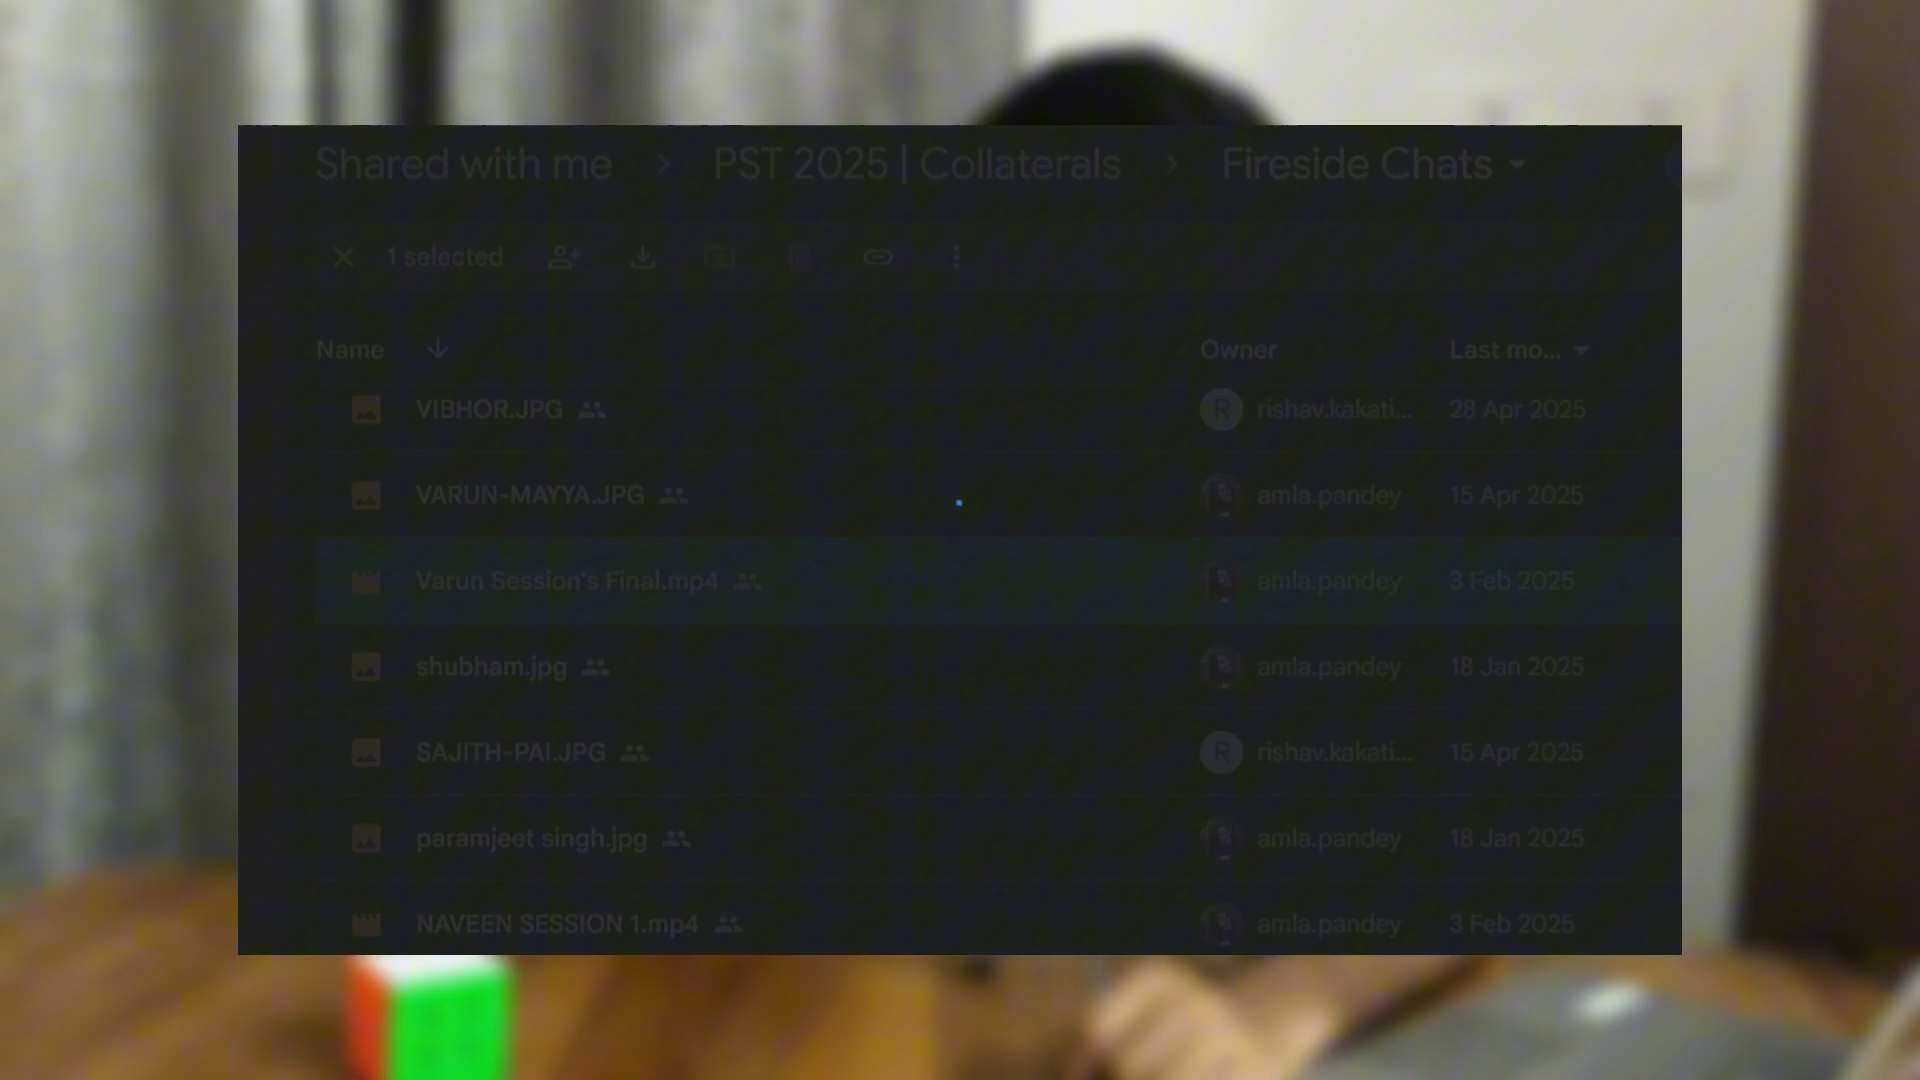 Shared with me > PST 2025 | Collaterals > Fireside Chats
1 selected
Name Owner Last mo...
VIBHOR.JPG R rishav.kakati... 28 Apr 2025
VARUN-MAYYA.JPG amla.pandey 15 Apr 2025
Varun Session's Final.mp4 amla.pandey 3 Feb 2025
shubham.jpg amla.pandey 18 Jan 2025
SAJITH-PAI.JPG R rishav.kakati... 15 Apr 2025
paramjeet singh.jpg amla.pandey 18 Jan 2025
NAVEEN SESSION 1.mp4 amla.pandey 3 Feb 2025